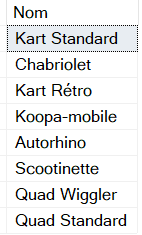 Nom
Kart Standard
Chabriolet
Kart Rétro
Koopa-mobile
Autorhino
Scootinette
Quad Wiggler
Quad Standard